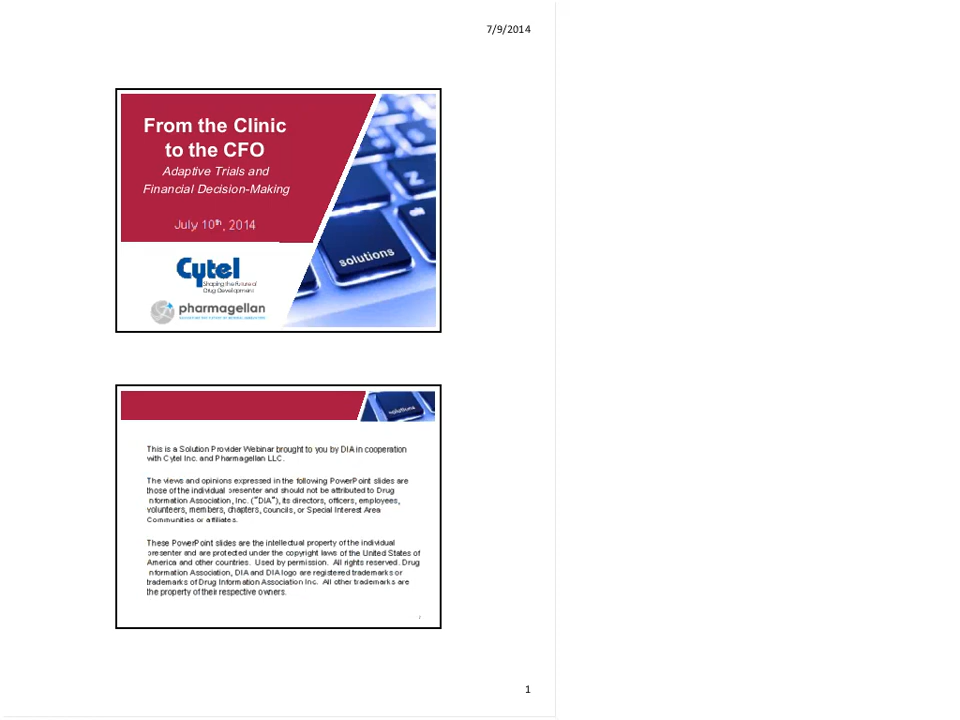 7/9/2014
From the Clinic
to the CFO
Adaptive Trials and
Financial Decision-Making
July 10th, 2014
solutions
Cytel
Shaping the Future of
Drug Development
pharmagellan
solutions
This is a Solution Provider Webinar brought to you by DIA in cooperation
with Cytel Inc. and Pharmagellan LLC.
The views and opinions expressed in the following PowerPoint slides are
those of the individual presenter and should not be attributed to Drug
Information Association, Inc. (“DIA”), its directors, officers, employees,
volunteers, members, chapters, councils, or Special Interest Area
Communities or affiliates.
These PowerPoint slides are the intellectual property of the individual
presenter and are protected under the copyright laws of the United States of
America and other countries. Used by permission. All rights reserved. Drug
Information Association, DIA and DIA logo are registered trademarks or
trademarks of Drug Information Association Inc. All other trademarks are
the property of their respective owners.
1